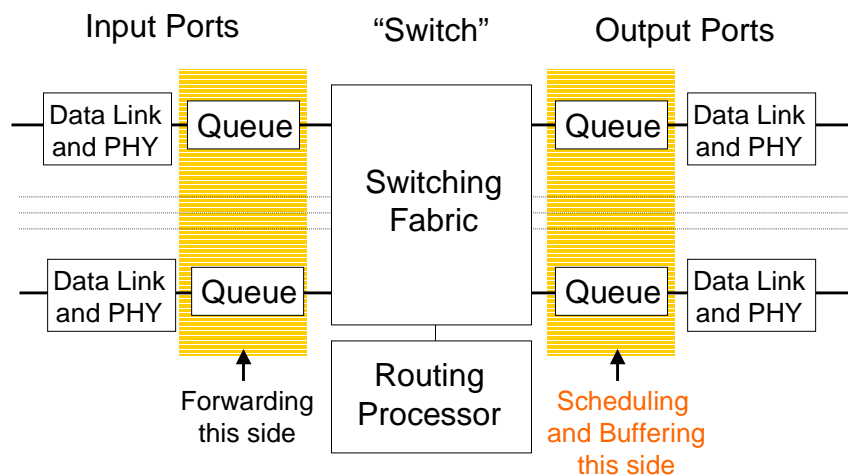 Input Ports
“Switch”
Output Ports
Data Link
and PHY
Queue
Switching
Fabric
Queue
Data Link
and PHY
Data Link
and PHY
Queue
Queue
Data Link
and PHY
Forwarding
this side
Routing
Processor
Scheduling
and Buffering
this side